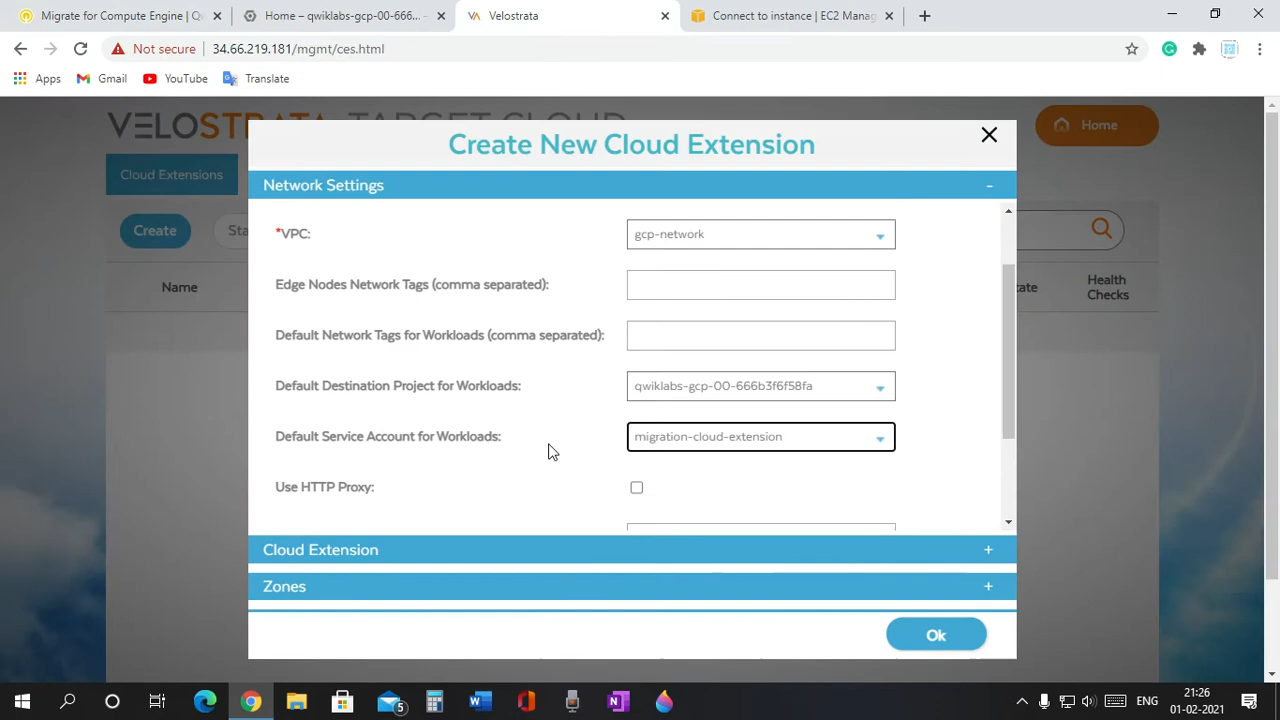 Migrate for Compute Engine | Qw
Home – qwiklabs-gcp-00-666...
Velostrata
Connect to instance | EC2 Manag
Not secure
34.66.219.181/mgmt/ces.html
Apps
Gmail
YouTube
Translate
VELOSTRATA TARGET CLOUD
Home
Cloud Extensions
Create
Sta
Name
tate
Health
Checks
Create New Cloud Extension
Network Settings
-
*VPC:
gcp-network
Edge Nodes Network Tags (comma separated):
Default Network Tags for Workloads (comma separated):
Default Destination Project for Workloads:
qwiklabs-gcp-00-666b3f6f58fa
Default Service Account for Workloads:
migration-cloud-extension
Use HTTP Proxy:
Cloud Extension
+
Zones
+
Ok
5
ENG
21:26
01-02-2021